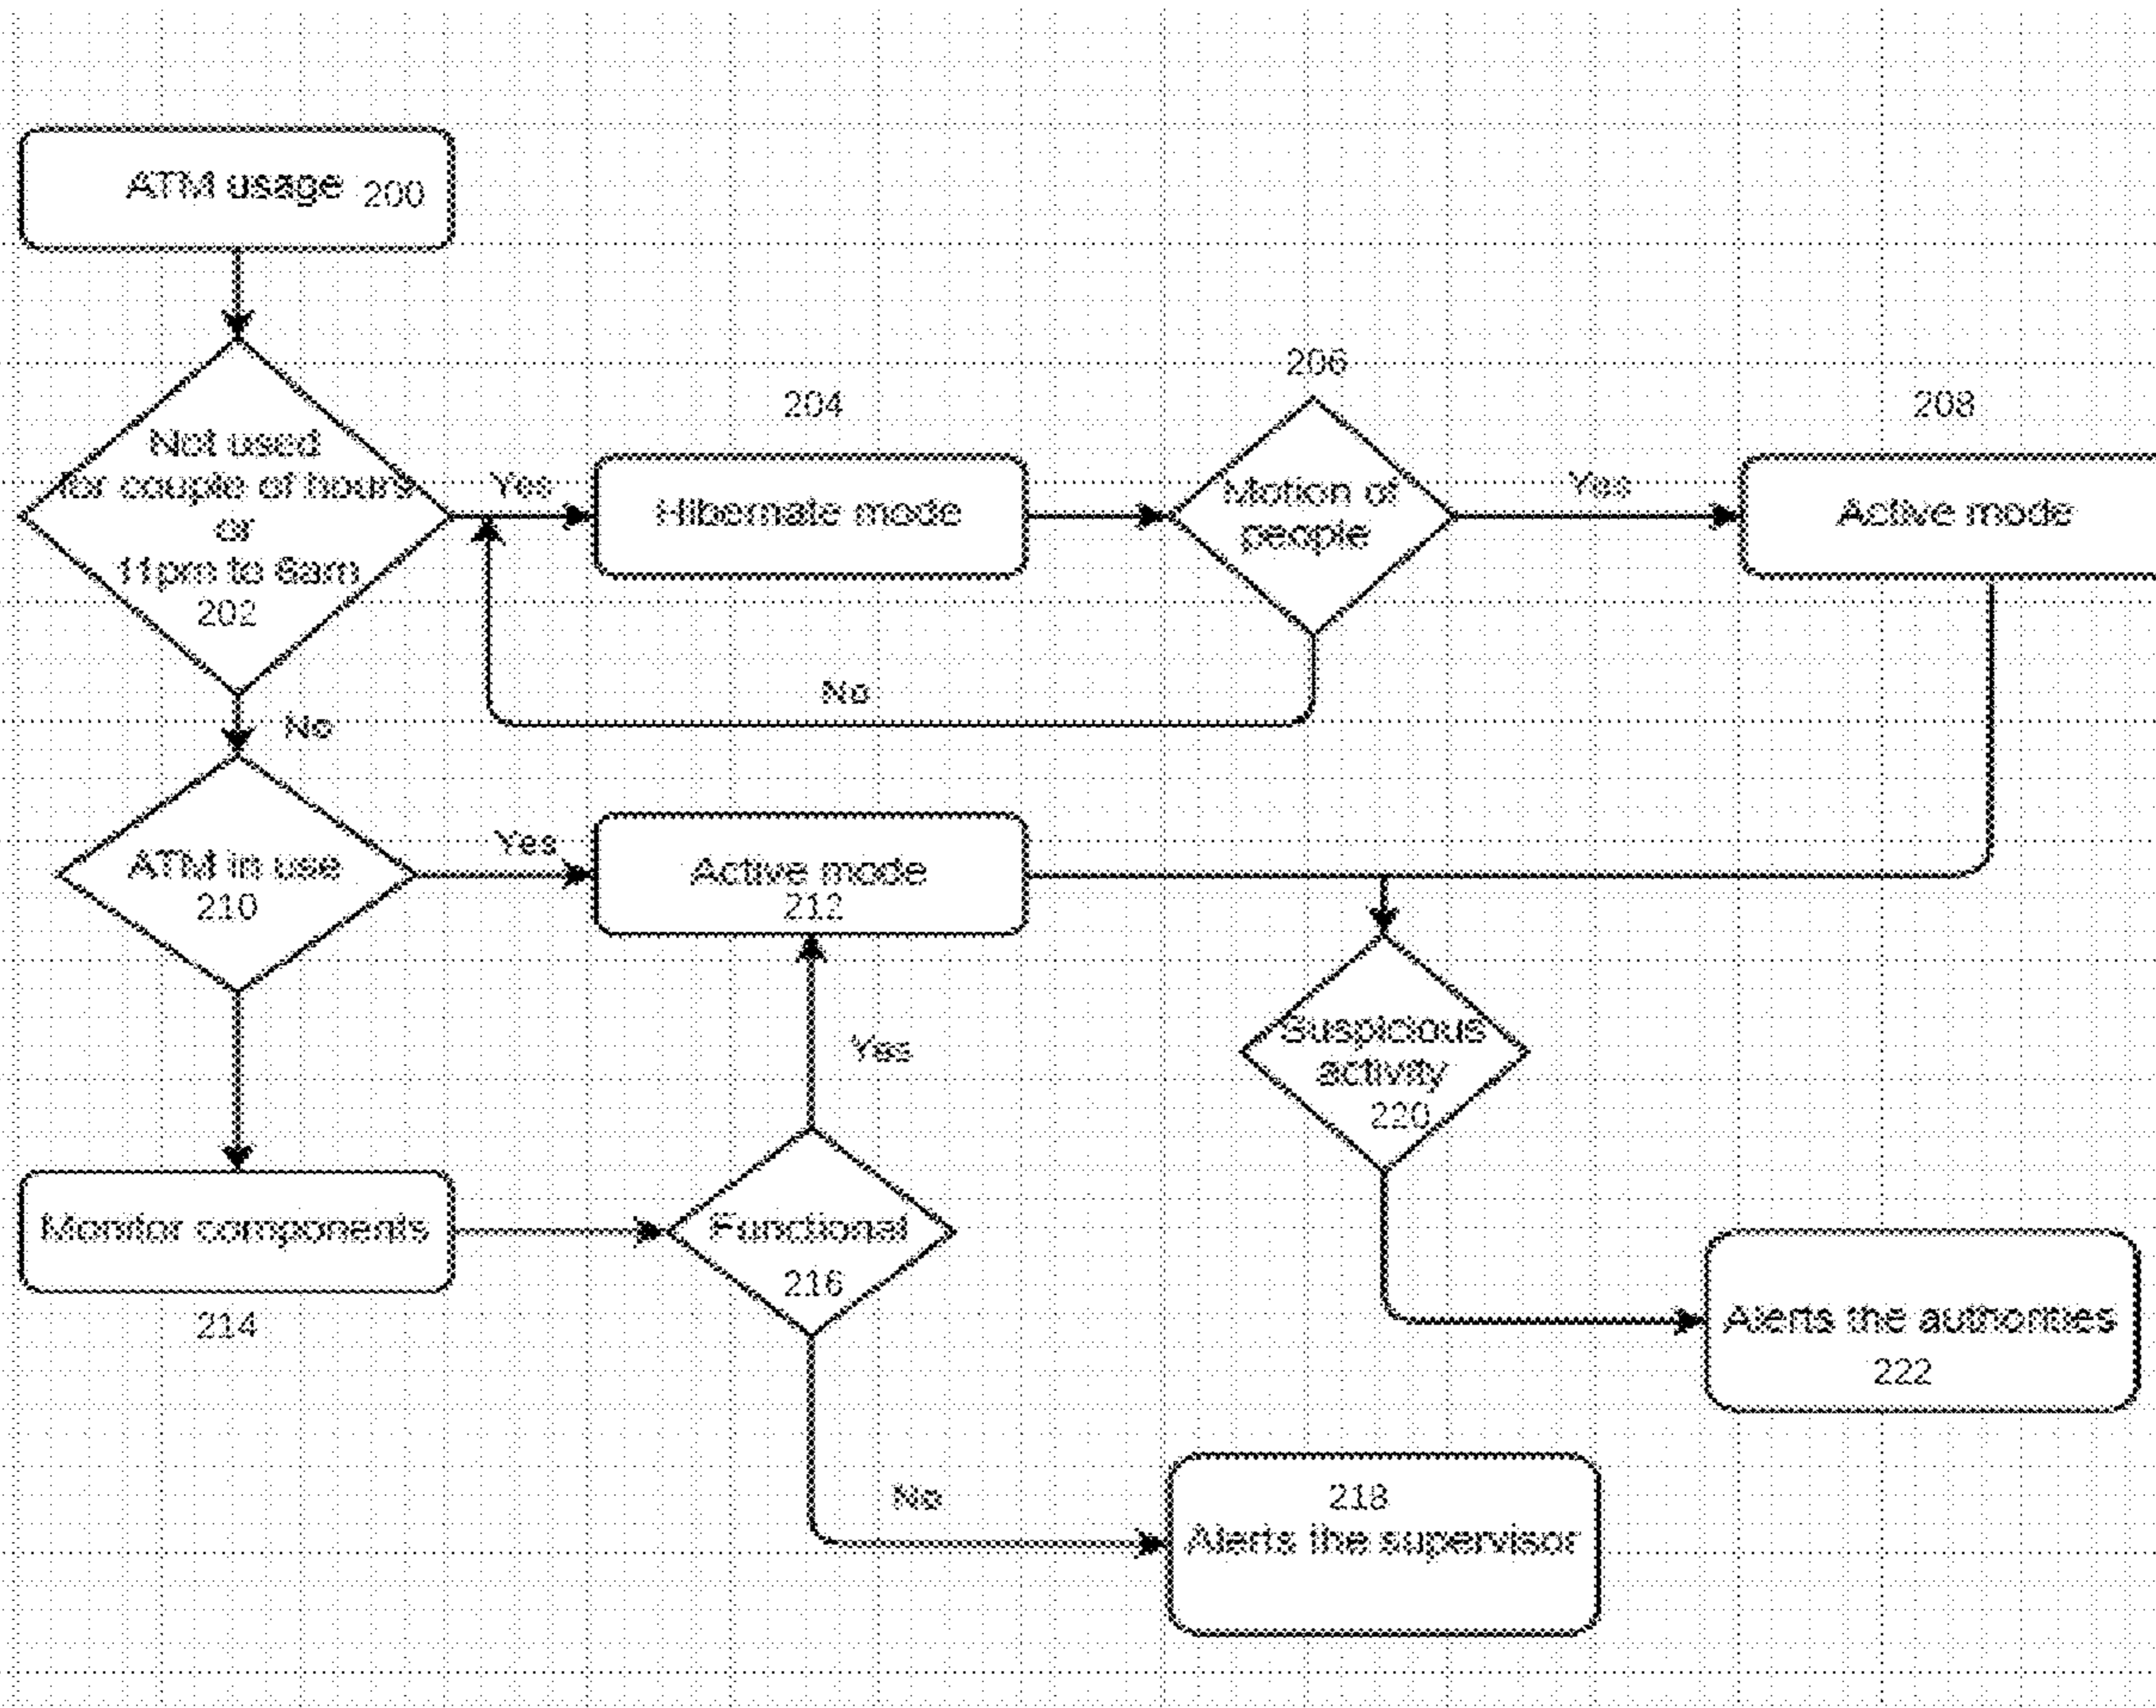 ATM usage 200
Not used
for couple of hours
or
11pm to 6am
202
Yes
204
Hibernate mode
206
Motion of
people
Yes
208
Active mode
No
No
ATM in use
210
Yes
Active mode
212
Yes
Suspicious
activity
220
Monitor components
214
Functional
216
Alerts the authorities
222
No
218
Alerts the supervisor